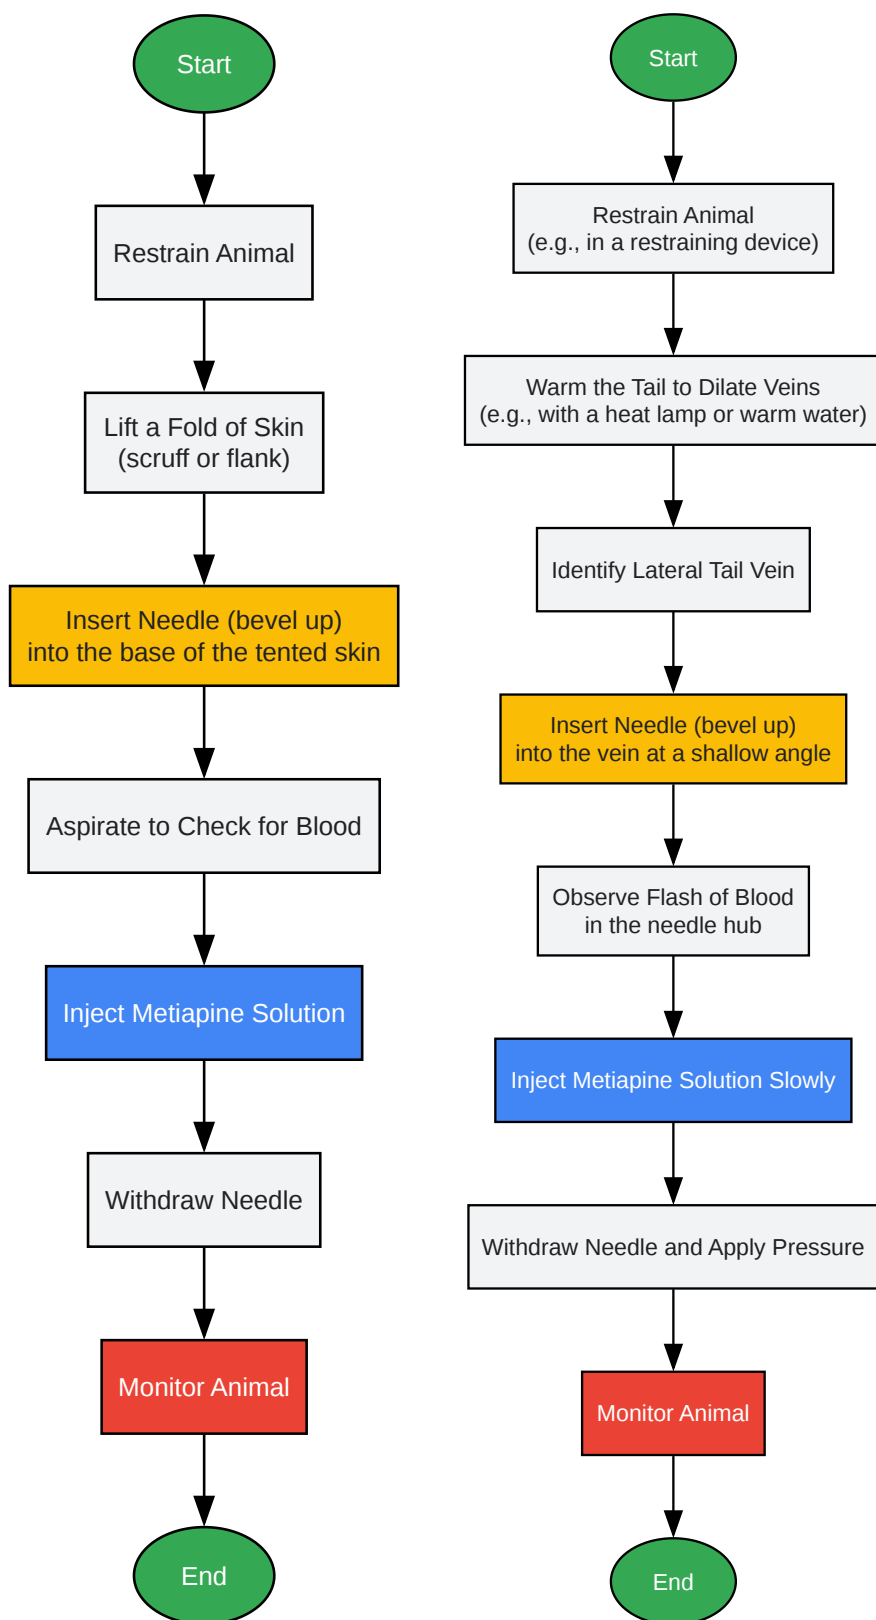 Start
Restrain Animal
Lift a Fold of Skin
(scruff or flank)
Insert Needle (bevel up)
into the base of the tented skin
Aspirate to Check for Blood
Inject Metiapine Solution
Withdraw Needle
Monitor Animal
End
Start
Restrain Animal
(e.g., in a restraining device)
Warm the Tail to Dilate Veins
(e.g., with a heat lamp or warm water)
Identify Lateral Tail Vein
Insert Needle (bevel up)
into the vein at a shallow angle
Observe Flash of Blood
in the needle hub
Inject Metiapine Solution Slowly
Withdraw Needle and Apply Pressure
Monitor Animal
End